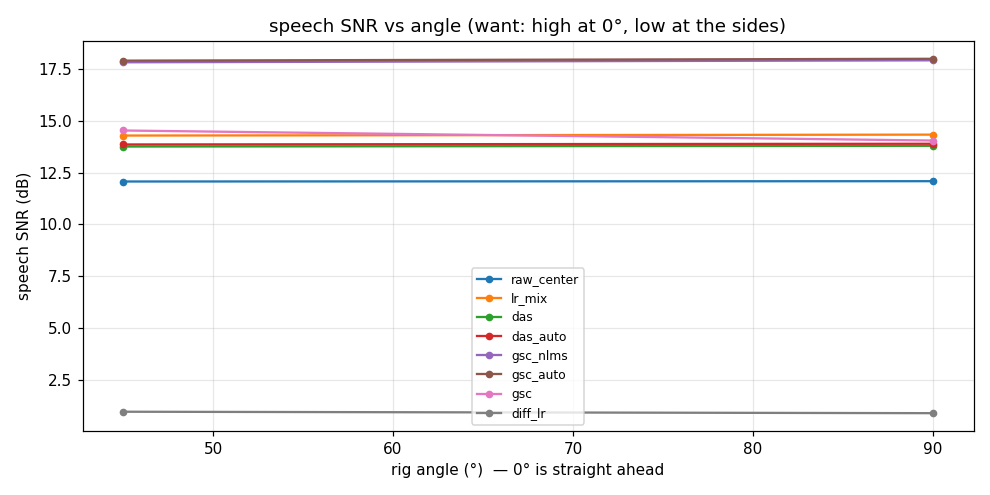 speech SNR vs angle (want: high at 0°, low at the sides)
speech SNR (dB)
17.5
15.0
12.5
10.0
7.5
5.0
2.5
raw_center
lr_mix
das
das_auto
gsc_nlms
gsc_auto
gsc
diff_lr
50 60 70 80 90
rig angle (°)  — 0° is straight ahead